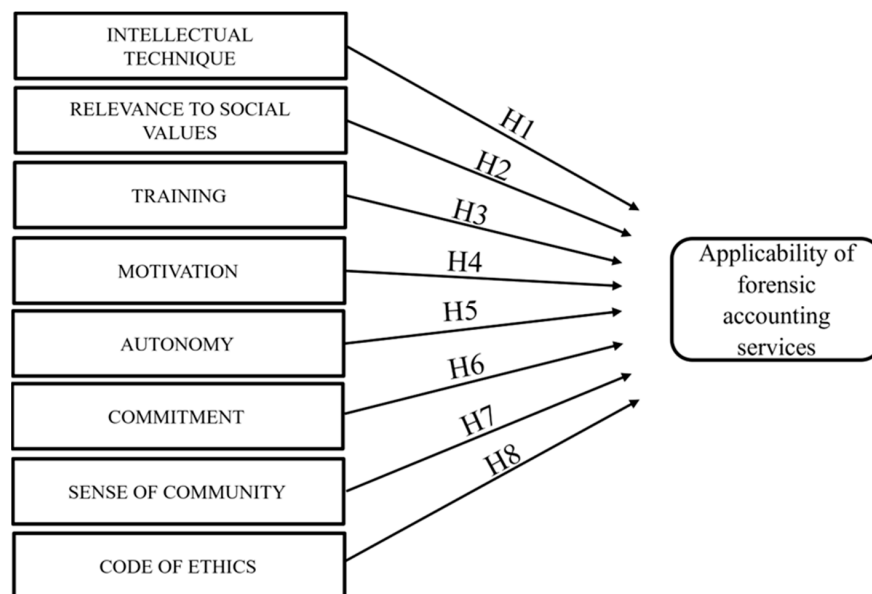 INTELLECTUAL
TECHNIQUE
RELEVANCE TO SOCIAL
VALUES
TRAINING
MOTIVATION
AUTONOMY
COMMITMENT
SENSE OF COMMUNITY
CODE OF ETHICS
H1
H2
H3
H4
H5
H6
H7
H8
Applicability of
forensic
accounting
services